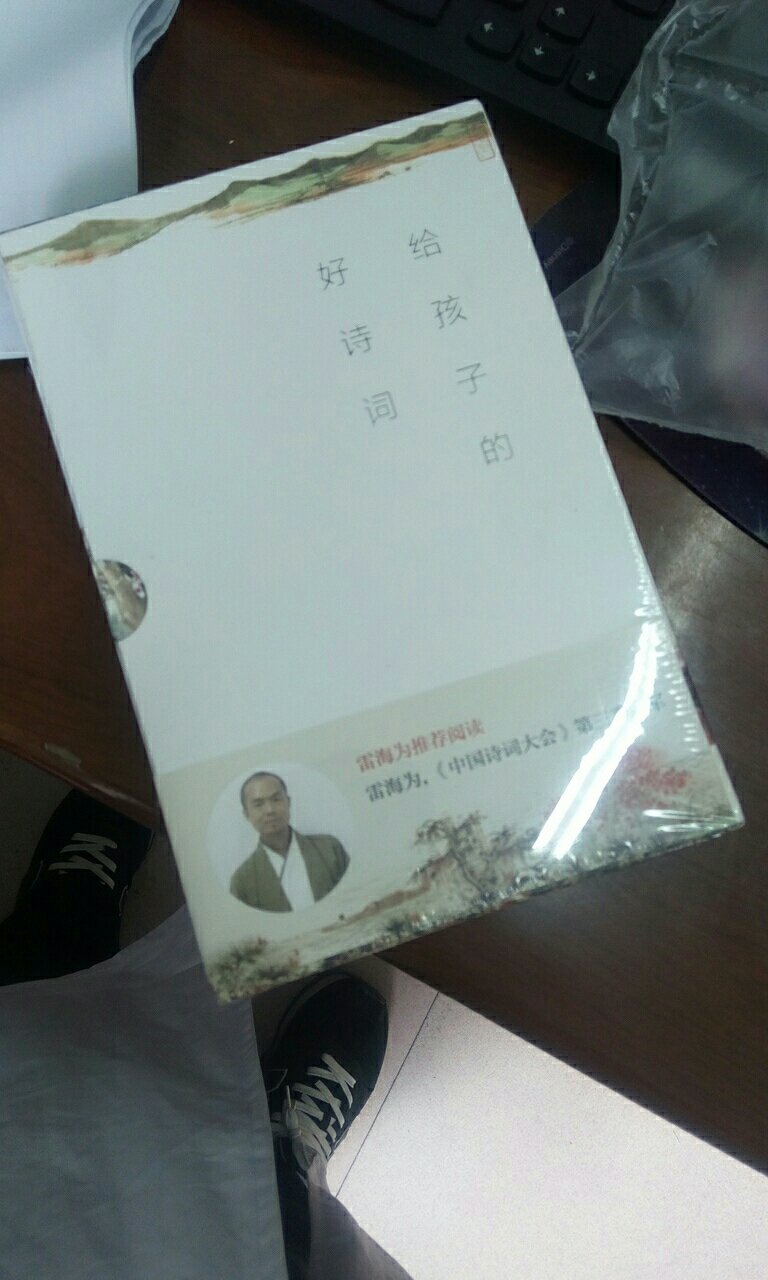 给孩子的
好诗词
雷海为推荐阅读
雷海为，《中国诗词大会》第